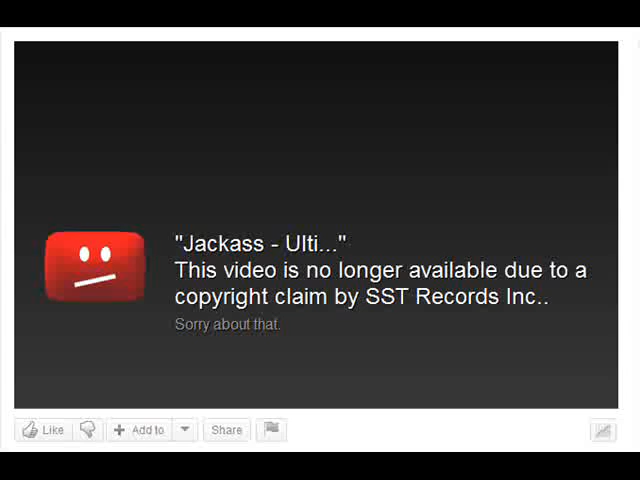 "Jackass - Ulti..."
This video is no longer available due to a
copyright claim by SST Records Inc..
Sorry about that.
Like
Add to
Share